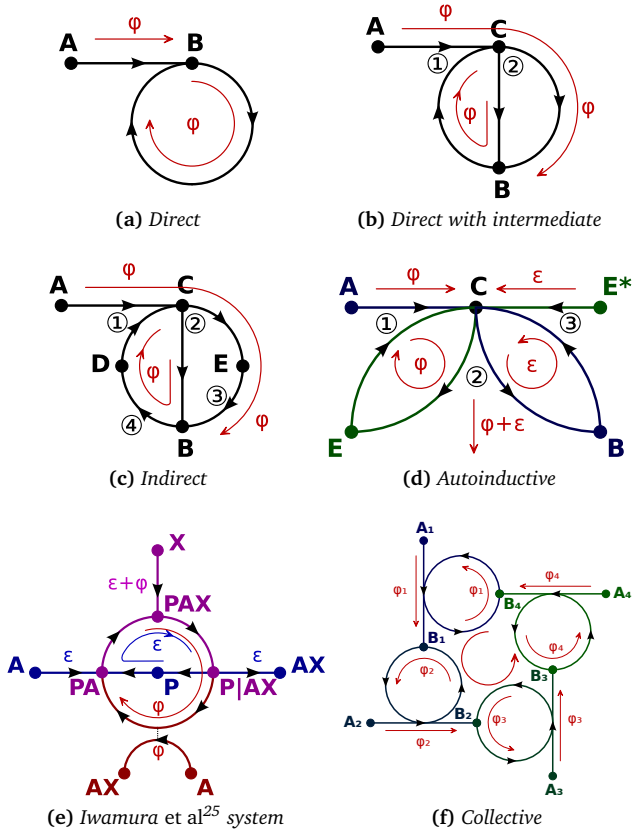 φ
A
B
φ
(a) Direct
φ
A
C
①
②
φ
φ
B
(b) Direct with intermediate
φ
A
C
①
②
D
φ
E
③
④
φ
B
(c) Indirect
A
φ
C
ε
E*
①
③
φ
ε
②
E
φ+ε
B
(d) Autoinductive
X
ε+φ
PAX
A
ε
ε
ε
AX
PA
P
P|AX
φ
φ
AX
A
(e) Iwamura et al25 system
A₁
φ₁
φ₁
φ₄
B₄
A₄
B₁
φ₄
φ₂
B₃
A₂
B₂
φ₃
φ₃
φ₂
A₃
(f) Collective